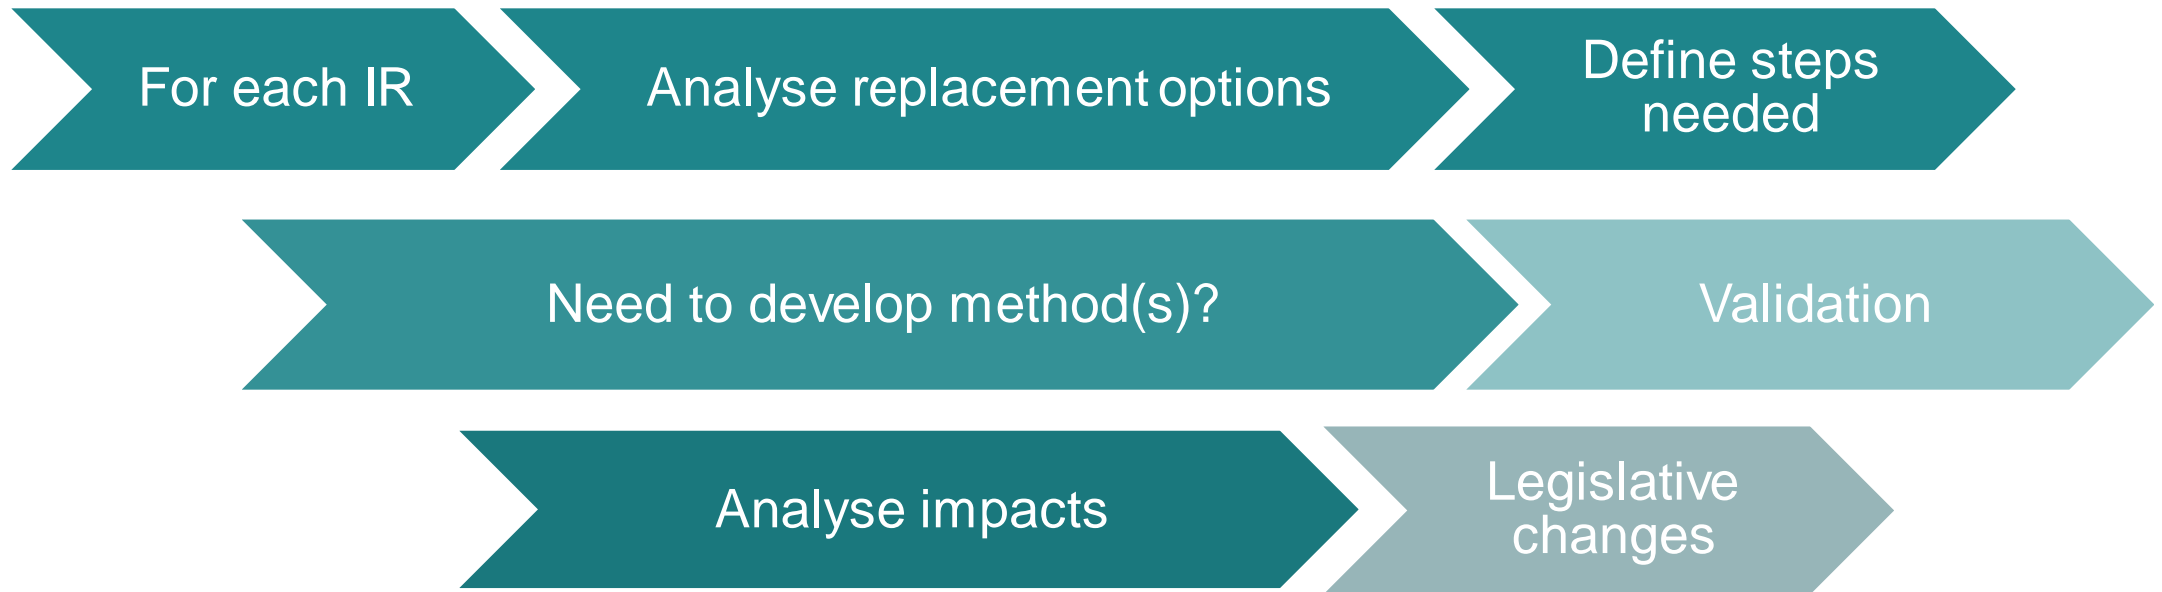 For each IR
Analyse replacement options
Define steps
needed
Need to develop method(s)?
Validation
Analyse impacts
Legislative
changes